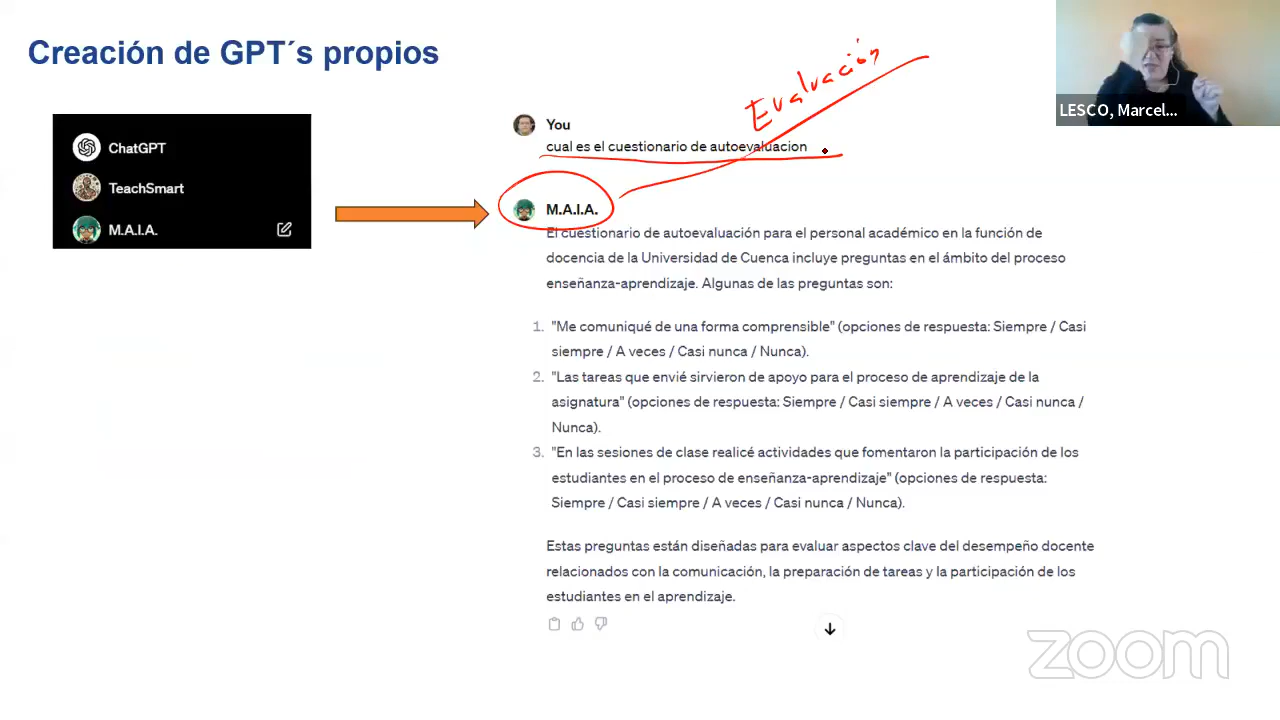 Creación de GPT´s propios
LESCO, Marcel...
ChatGPT
TeachSmart
M.A.I.A.
Evaluación
You
cual es el cuestionario de autoevaluacion
M.A.I.A.
El cuestionario de autoevaluación para el personal académico en la función de
docencia de la Universidad de Cuenca incluye preguntas en el ámbito del proceso
enseñanza-aprendizaje. Algunas de las preguntas son:
1. "Me comuniqué de una forma comprensible" (opciones de respuesta: Siempre / Casi
siempre / A veces / Casi nunca / Nunca).
2. "Las tareas que envié sirvieron de apoyo para el proceso de aprendizaje de la
asignatura" (opciones de respuesta: Siempre / Casi siempre / A veces / Casi nunca /
Nunca).
3. "En las sesiones de clase realicé actividades que fomentaron la participación de los
estudiantes en el proceso de enseñanza-aprendizaje" (opciones de respuesta:
Siempre / Casi siempre / A veces / Casi nunca / Nunca).
Estas preguntas están diseñadas para evaluar aspectos clave del desempeño docente
relacionados con la comunicación, la preparación de tareas y la participación de los
estudiantes en el aprendizaje.
zoom